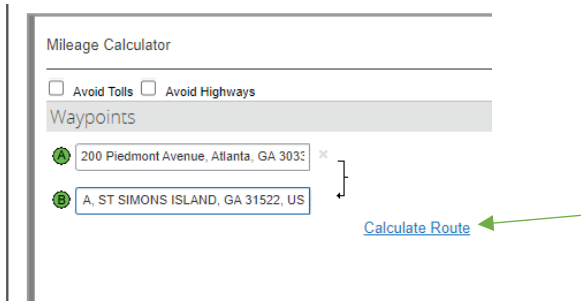 Mileage Calculator
Avoid Tolls Avoid Highways
Waypoints
A 200 Piedmont Avenue, Atlanta, GA 3033
B A, ST SIMONS ISLAND, GA 31522, US
Calculate Route